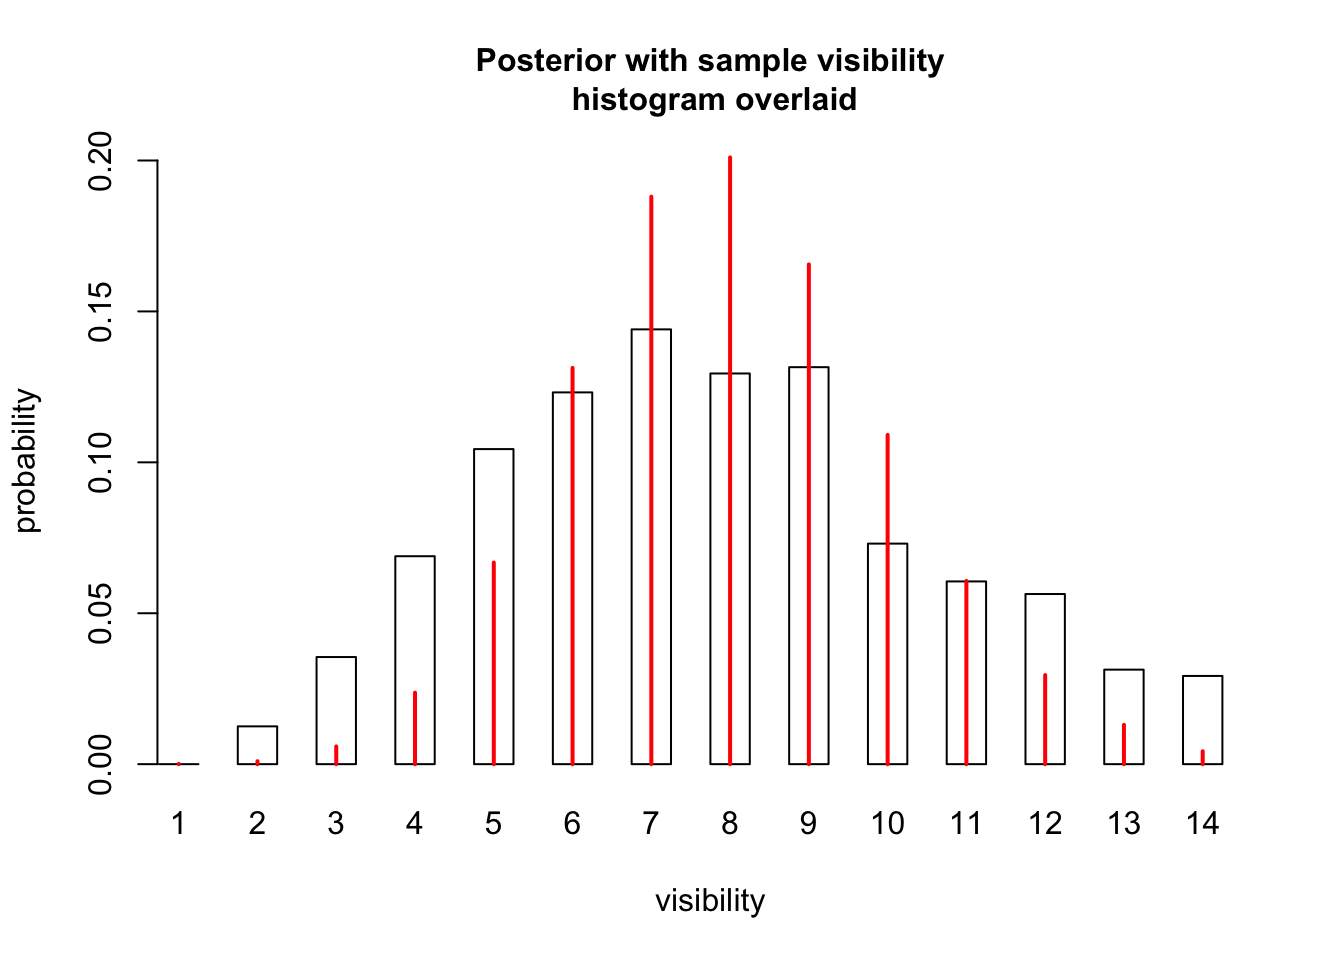 Posterior with sample visibility
histogram overlaid
probability
0.20
0.15
0.10
0.05
0.00
1 2 3 4 5 6 7 8 9 10 11 12 13 14
visibility